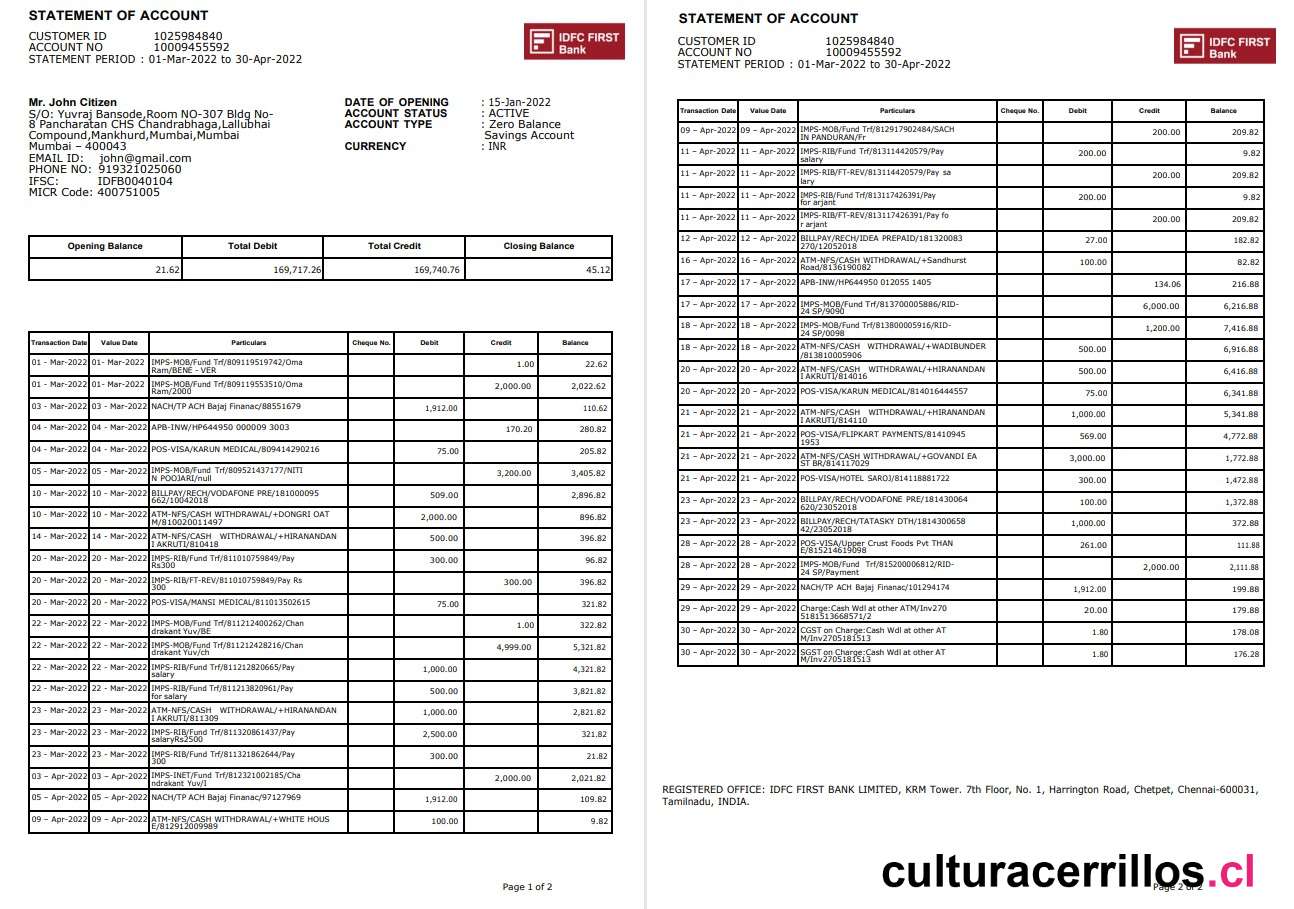 STATEMENT OF ACCOUNT
CUSTOMER ID 1025984840
ACCOUNT NO 10009455592
STATEMENT PERIOD : 01-Mar-2022 to 30-Apr-2022
IDFC FIRST
Bank
Mr. John Citizen
S/O: Yuvraj Bansode,Room NO-307 Bldg No-
8 Pancharatan CHS Chandrabhaga,Lallubhai
Compound,Mankhurd,Mumbai,Mumbai
Mumbai – 400043
EMAIL ID: john@gmail.com
PHONE NO: 919321025060
IFSC: IDFB0040104
MICR Code: 400751005
DATE OF OPENING : 15-Jan-2022
ACCOUNT STATUS : ACTIVE
ACCOUNT TYPE : Zero Balance
Savings Account
CURRENCY : INR
Opening Balance Total Debit Total Credit Closing Balance
21.62 169,717.26 169,740.76 45.12
Transaction Date Value Date Particulars Cheque No. Debit Credit Balance
01 - Mar-2022 01- Mar-2022 IMPS-MOB/Fund Trf/809119519742/Oma 1.00 22.62
Ram/BENE - VER
01 - Mar-2022 01- Mar-2022 IMPS-MOB/Fund Trf/809119553510/Oma 2,000.00 2,022.62
Ram/2000
03 - Mar-2022 03 - Mar-2022 NACH/TP ACH Bajaj Finanac/88551679 1,912.00 110.62
04 - Mar-2022 04 - Mar-2022 APB-INW/HP644950 000009 3003 170.20 280.82
04 - Mar-2022 04 - Mar-2022 POS-VISA/KARUN MEDICAL/809414290216 75.00 205.82
05 - Mar-2022 05 - Mar-2022 IMPS-MOB/Fund Trf/809521437177/NITI 3,200.00 3,405.82
N POOJARI/null
10 - Mar-2022 10 - Mar-2022 BILLPAY/RECH/VODAFONE PRE/181000095 509.00 2,896.82
662/10042018
10 - Mar-2022 10 - Mar-2022 ATM-NFS/CASH WITHDRAWAL/+DONGRI OAT 2,000.00 896.82
M/810020011497
14 - Mar-2022 14 - Mar-2022 ATM-NFS/CASH WITHDRAWAL/+HIRANANDAN 500.00 396.82
I AKRUTI/810418
20 - Mar-2022 20 - Mar-2022 IMPS-RIB/Fund Trf/811010759849/Pay 300.00 96.82
Rs300
20 - Mar-2022 20 - Mar-2022 IMPS-RIB/FT-REV/811010759849/Pay Rs 300.00 396.82
300
20 - Mar-2022 20 - Mar-2022 POS-VISA/MANSI MEDICAL/811013502615 75.00 321.82
22 - Mar-2022 22 - Mar-2022 IMPS-MOB/Fund Trf/811212400262/Chan 1.00 322.82
drakant Yuv/BE
22 - Mar-2022 22 - Mar-2022 IMPS-MOB/Fund Trf/811212428216/Chan 4,999.00 5,321.82
drakant Yuv/ch
22 - Mar-2022 22 - Mar-2022 IMPS-RIB/Fund Trf/811212820665/Pay 1,000.00 4,321.82
salary
22 - Mar-2022 22 - Mar-2022 IMPS-RIB/Fund Trf/811213820961/Pay 500.00 3,821.82
for salary
23 - Mar-2022 23 - Mar-2022 ATM-NFS/CASH WITHDRAWAL/+HIRANANDAN 1,000.00 2,821.82
I AKRUTI/811309
23 - Mar-2022 23 - Mar-2022 IMPS-RIB/Fund Trf/811320861437/Pay 2,500.00 321.82
salaryRs2500
23 - Mar-2022 23 - Mar-2022 IMPS-RIB/Fund Trf/811321862644/Pay 300.00 21.82
300
03 – Apr-2022 03 – Apr-2022 IMPS-INET/Fund Trf/812321002185/Cha 2,000.00 2,021.82
ndrakant Yuv/I
05 – Apr-2022 05 – Apr-2022 NACH/TP ACH Bajaj Finanac/97127969 1,912.00 109.82
09 – Apr-2022 09 – Apr-2022 ATM-NFS/CASH WITHDRAWAL/+WHITE HOUS 100.00 9.82
E/812912009989
Page 1 of 2
STATEMENT OF ACCOUNT
CUSTOMER ID 1025984840
ACCOUNT NO 10009455592
STATEMENT PERIOD : 01-Mar-2022 to 30-Apr-2022
IDFC FIRST
Bank
Transaction Date Value Date Particulars Cheque No. Debit Credit Balance
09 – Apr-2022 09 – Apr-2022 IMPS-MOB/Fund Trf/812917902484/SACH 200.00 209.82
IN PANDURAN/Fr
11 – Apr-2022 11 – Apr-2022 IMPS-RIB/Fund Trf/813114420579/Pay 200.00 9.82
salary
11 – Apr-2022 11 – Apr-2022 IMPS-RIB/FT-REV/813114420579/Pay sa 200.00 209.82
lary
11 – Apr-2022 11 – Apr-2022 IMPS-RIB/Fund Trf/813117426391/Pay 200.00 9.82
for arjant
11 – Apr-2022 11 – Apr-2022 IMPS-RIB/FT-REV/813117426391/Pay fo 200.00 209.82
r arjant
12 – Apr-2022 12 – Apr-2022 BILLPAY/RECH/IDEA PREPAID/181320083 27.00 182.82
270/12052018
16 – Apr-2022 16 – Apr-2022 ATM-NFS/CASH WITHDRAWAL/+Sandhurst 100.00 82.82
Road/8136190082
17 – Apr-2022 17 – Apr-2022 APB-INW/HP644950 012055 1405 134.06 216.88
17 – Apr-2022 17 – Apr-2022 IMPS-MOB/Fund Trf/813700005886/RID- 6,000.00 6,216.88
24 SP/9090
18 – Apr-2022 18 – Apr-2022 IMPS-MOB/Fund Trf/813800005916/RID- 1,200.00 7,416.88
24 SP/0098
18 – Apr-2022 18 – Apr-2022 ATM-NFS/CASH WITHDRAWAL/+WADIBUNDER 500.00 6,916.88
/813810005906
20 – Apr-2022 20 – Apr-2022 ATM-NFS/CASH WITHDRAWAL/+HIRANANDAN 500.00 6,416.88
I AKRUTI/814016
20 – Apr-2022 20 – Apr-2022 POS-VISA/KARUN MEDICAL/814016444557 75.00 6,341.88
21 – Apr-2022 21 – Apr-2022 ATM-NFS/CASH WITHDRAWAL/+HIRANANDAN 1,000.00 5,341.88
I AKRUTI/814110
21 – Apr-2022 21 – Apr-2022 POS-VISA/FLIPKART PAYMENTS/81410945 569.00 4,772.88
1953
21 – Apr-2022 21 – Apr-2022 ATM-NFS/CASH WITHDRAWAL/+GOVANDI EA 3,000.00 1,772.88
ST BR/814117029
21 – Apr-2022 21 – Apr-2022 POS-VISA/HOTEL SAROJ/814118881722 300.00 1,472.88
23 – Apr-2022 23 – Apr-2022 BILLPAY/RECH/VODAFONE PRE/181430064 100.00 1,372.88
620/23052018
23 – Apr-2022 23 – Apr-2022 BILLPAY/RECH/TATASKY DTH/1814300658 1,000.00 372.88
42/23052018
28 – Apr-2022 28 – Apr-2022 POS-VISA/Upper Crust Foods Pvt THAN 261.00 111.88
E/815214619098
28 – Apr-2022 28 – Apr-2022 IMPS-MOB/Fund Trf/815200006812/RID- 2,000.00 2,111.88
24 SP/Payment
29 – Apr-2022 29 – Apr-2022 NACH/TP ACH Bajaj Finanac/101294174 1,912.00 199.88
29 – Apr-2022 29 – Apr-2022 Charge:Cash Wdl at other ATM/Inv270 20.00 179.88
5181513668571/2
30 – Apr-2022 30 – Apr-2022 CGST on Charge:Cash Wdl at other AT 1.80 178.08
M/Inv2705181513
30 – Apr-2022 30 – Apr-2022 SGST on Charge:Cash Wdl at other AT 1.80 176.28
M/Inv2705181513
REGISTERED OFFICE: IDFC FIRST BANK LIMITED, KRM Tower. 7th Floor, No. 1, Harrington Road, Chetpet, Chennai-600031,
Tamilnadu, INDIA.
culturacerrillos.cl
Page 2 of 2